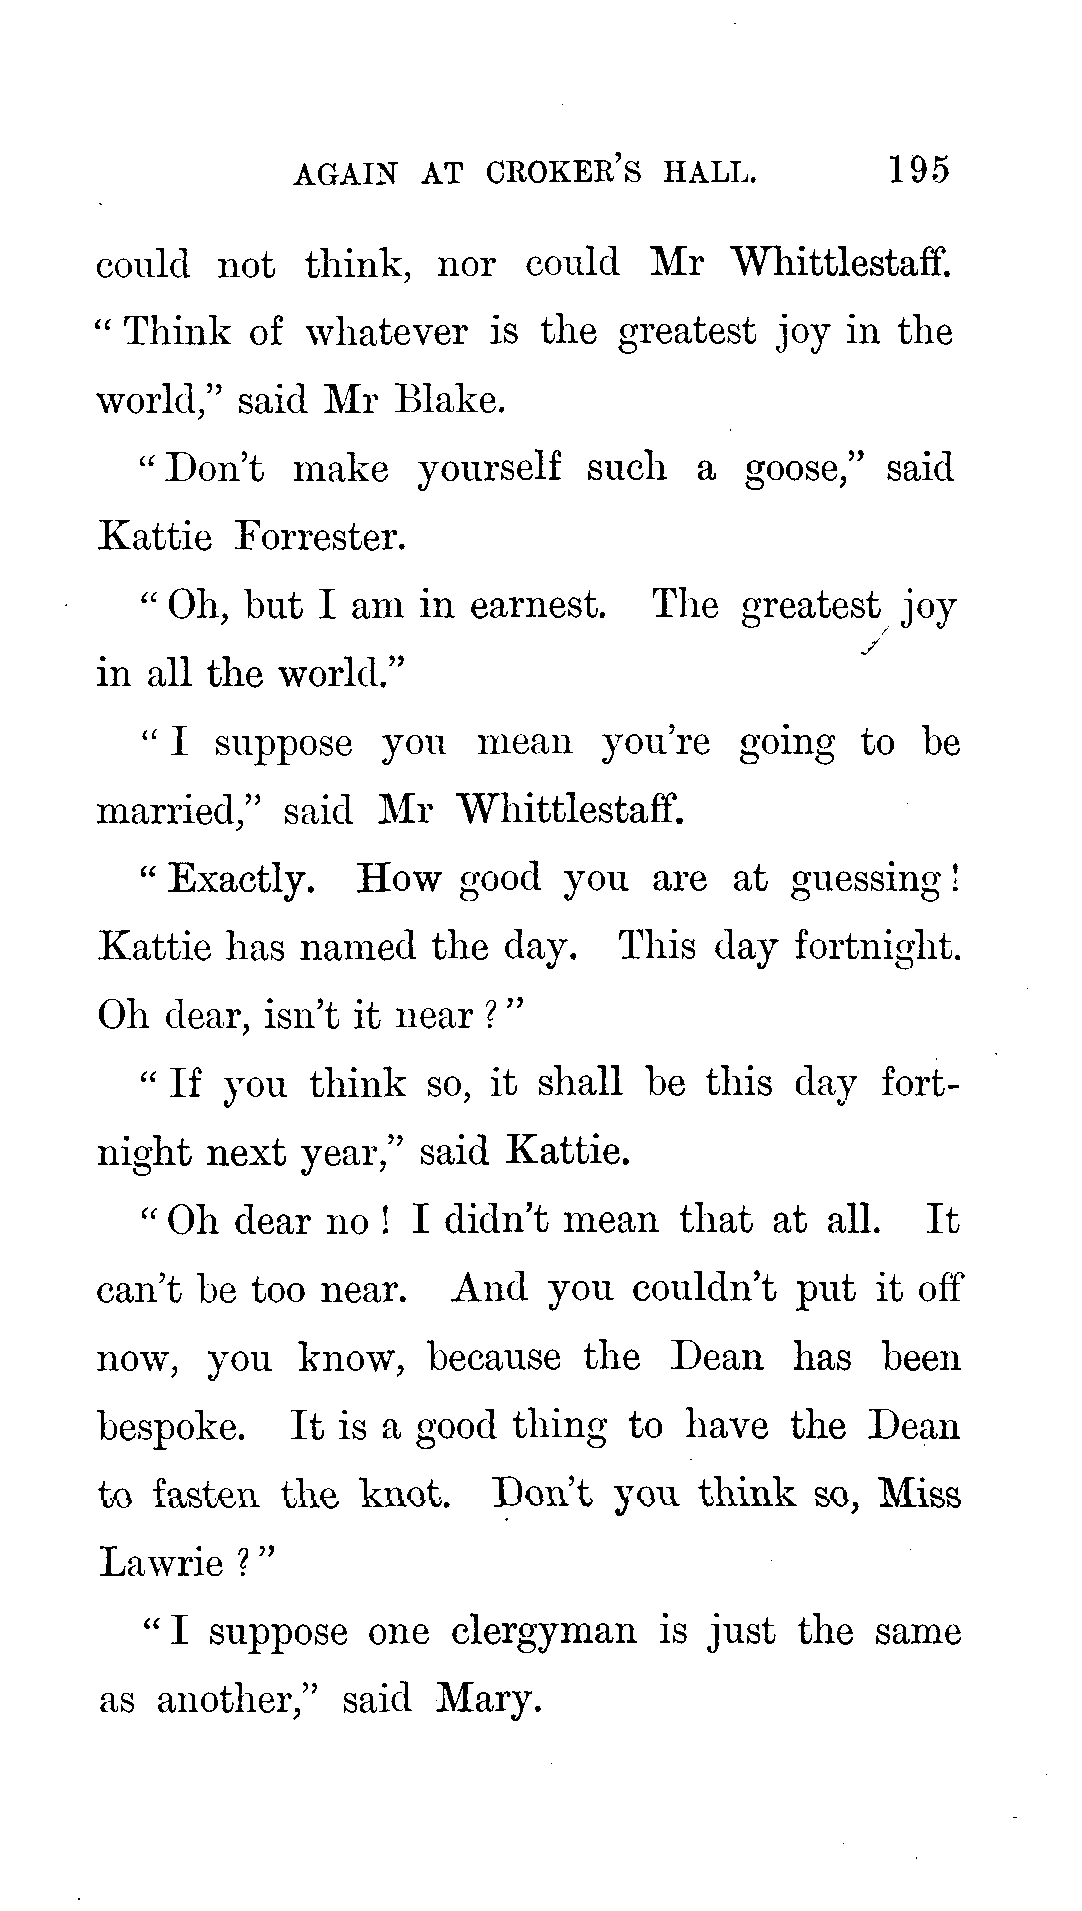 AGAIN AT CROKER'S HALL. 195
could not think, nor could Mr Whittlestaff.
“Think of whatever is the greatest joy in the
world,” said Mr Blake.
“Don't make yourself such a goose,” said
Kattie Forrester.
“Oh, but I am in earnest. The greatest joy
in all the world.”
“I suppose you mean you're going to be
married,” said Mr Whittlestaff.
“Exactly. How good you are at guessing!
Kattie has named the day. This day fortnight.
Oh dear, isn't it near?”
“If you think so, it shall be this day fort-
night next year,” said Kattie.
“Oh dear no! I didn't mean that at all. It
can't be too near. And you couldn't put it off
now, you know, because the Dean has been
bespoke. It is a good thing to have the Dean
to fasten the knot. Don't you think so, Miss
Lawrie?”
“I suppose one clergyman is just the same
as another,” said Mary.